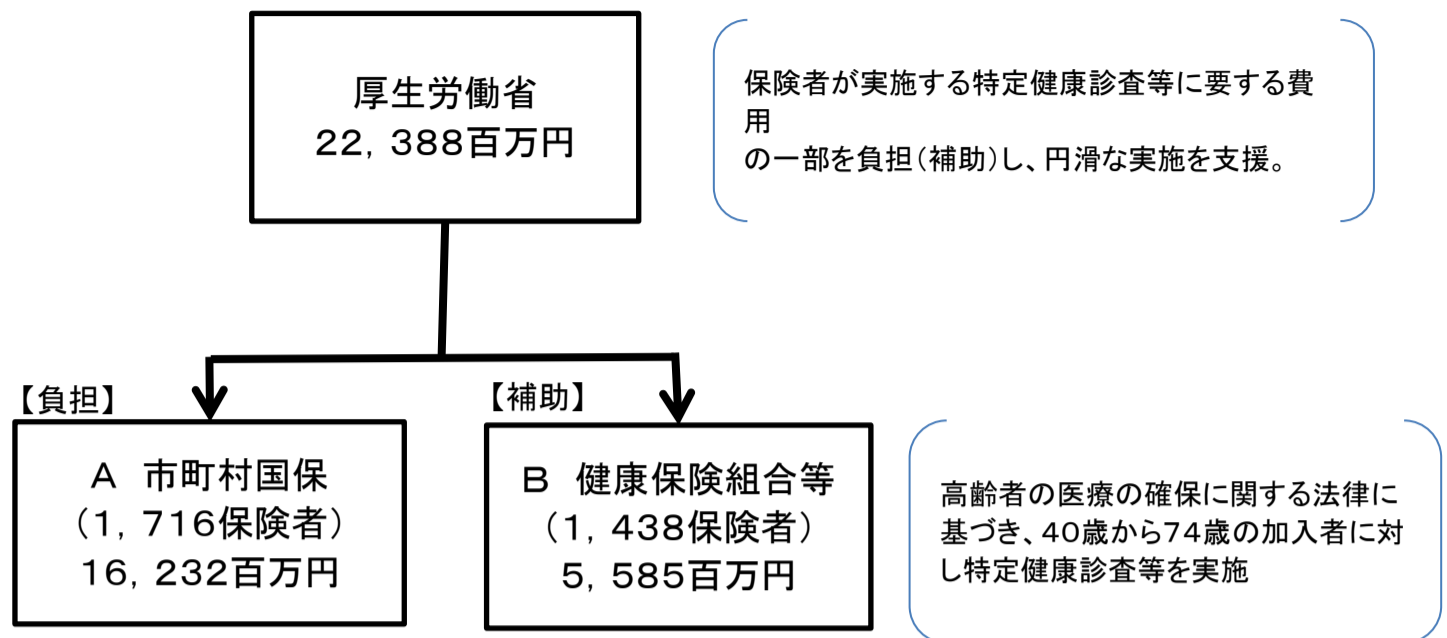 厚生労働省
22,388百万円
保険者が実施する特定健康診査等に要する費
用
の一部を負担(補助)し、円滑な実施を支援。
【負担】
A 市町村国保
(1,716保険者)
16,232百万円
【補助】
B 健康保険組合等
(1,438保険者)
5,585百万円
高齢者の医療の確保に関する法律に
基づき、40歳から74歳の加入者に対
し特定健康診査等を実施